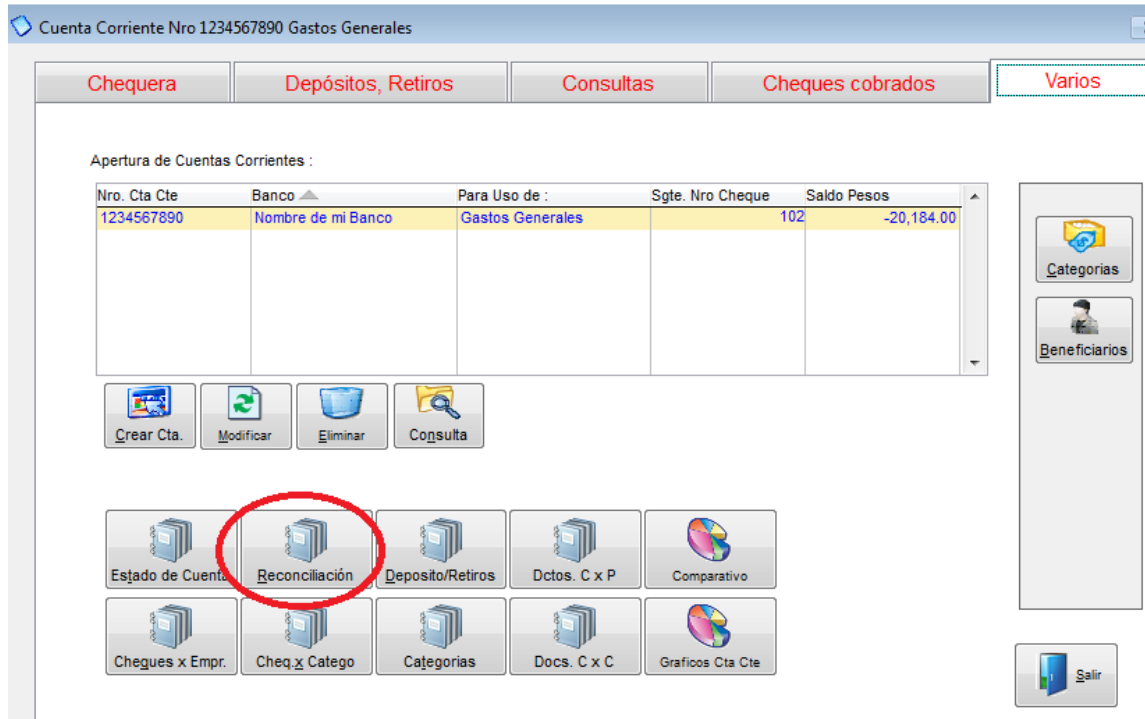 Cuenta Corriente Nro 1234567890 Gastos Generales
Chequera Depósitos, Retiros Consultas Cheques cobrados Varios
Apertura de Cuentas Corrientes :
Nro. Cta Cte Banco Para Uso de : Sgte. Nro Cheque Saldo Pesos
1234567890 Nombre de mi Banco Gastos Generales 102 -20,184.00
Categorias
Beneficiarios
Crear Cta. Modificar Eliminar Consulta
Estado de Cuenta Reconciliación Deposito/Retiros Dctos. C x P Comparativo
Cheques x Empr. Cheq.x Catego Categorias Docs. C x C Graficos Cta Cte
Salir